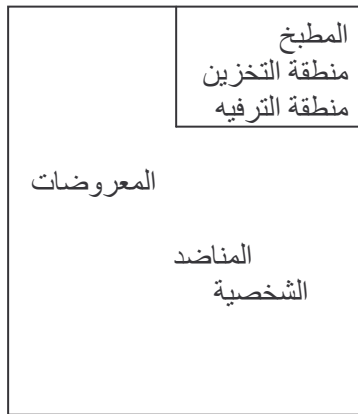 المطبخ
منطقة التخزين
منطقة الترفيه
المعروضات
المناضد
الشخصية